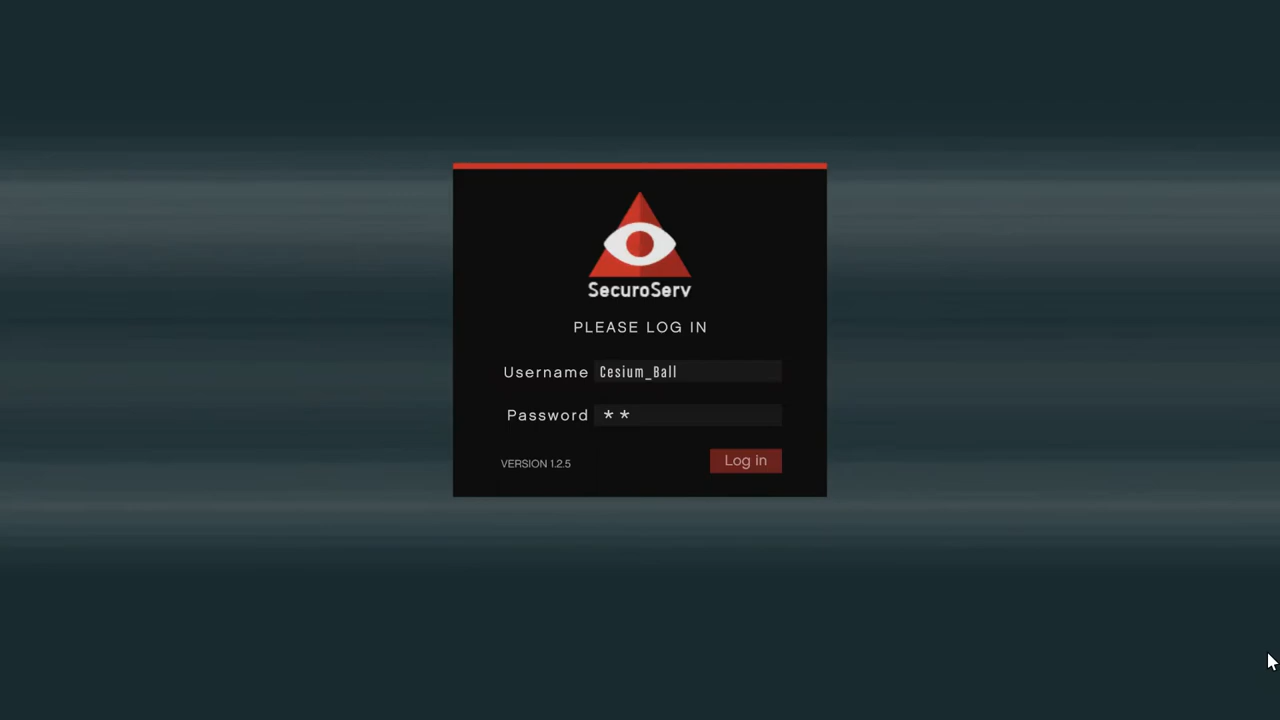 SecuroServ
PLEASE LOG IN
Username Cesium_Ball
Password **
VERSION 1.2.5 Log in